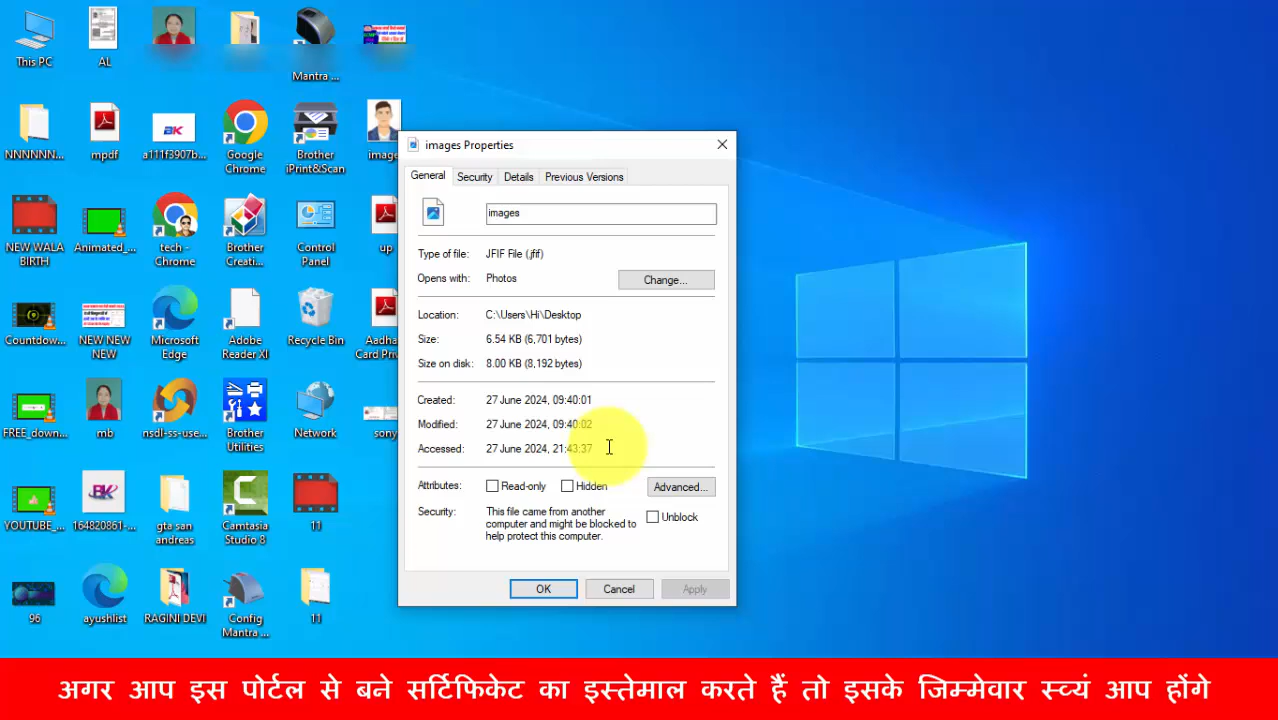 This PC
AL
Mantra ...
NNNNNN...
mpdf
a111f3907b...
Google
Chrome
Brother
iPrint&Scan
image
NEW WALA
BIRTH
Animated_...
tech -
Chrome
Brother
Creati...
Control
Panel
up
Countdow...
NEW NEW
NEW
Microsoft
Edge
Adobe
Reader XI
Recycle Bin
Aadha
Card Priv
FREE_down...
mb
nsdl-ss-use...
Brother
Utilities
Network
sony
YOUTUBE_...
164820861-...
gta san
andreas
Camtasia
Studio 8
11
96
ayushlist
RAGINI DEVI
Config
Mantra ...
11
images Properties
General Security Details Previous Versions
images
Type of file: JFIF File (.jfif)
Opens with: Photos Change...
Location: C:\Users\Hi\Desktop
Size: 6.54 KB (6,701 bytes)
Size on disk: 8.00 KB (8,192 bytes)
Created: 27 June 2024, 09:40:01
Modified: 27 June 2024, 09:40:02
Accessed: 27 June 2024, 21:43:37
Attributes: Read-only Hidden Advanced...
Security: This file came from another
computer and might be blocked to
help protect this computer.
Unblock
OK Cancel Apply
अगर आप इस पोर्टल से बने सर्टिफिकेट का इस्तेमाल करते हैं तो इसके जिम्मेवार स्व्यं आप होंगे